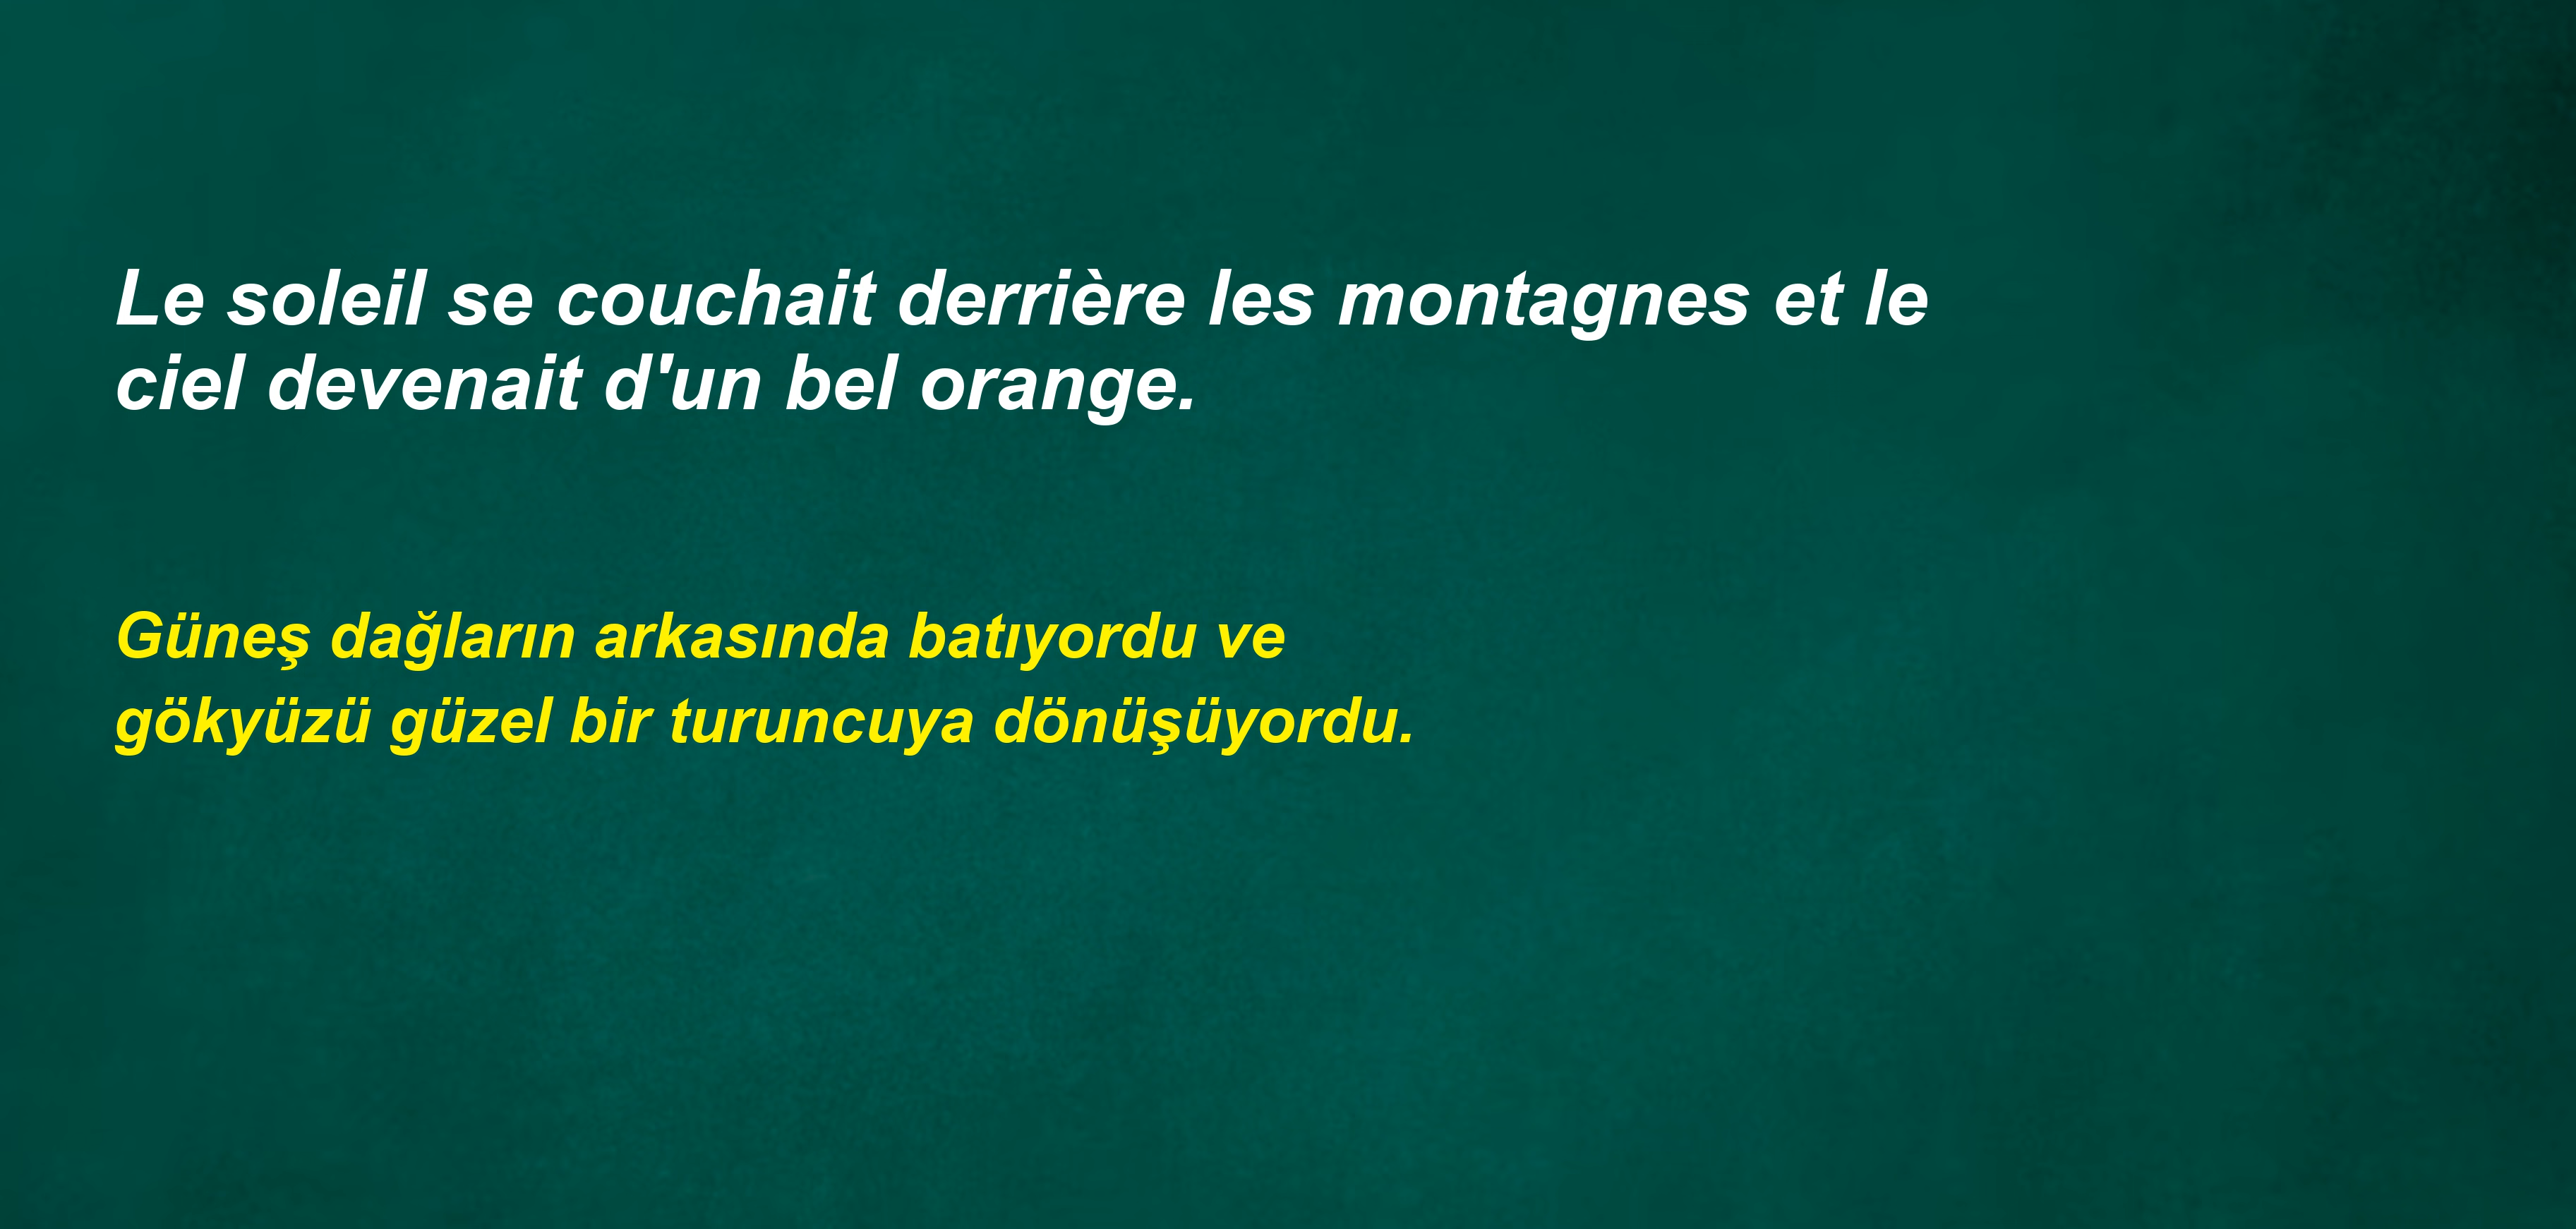 Le soleil se couchait derrière les montagnes et le
ciel devenait d'un bel orange.
Güneş dağların arkasında batıyordu ve
gökyüzü güzel bir turuncuya dönüşüyordu.